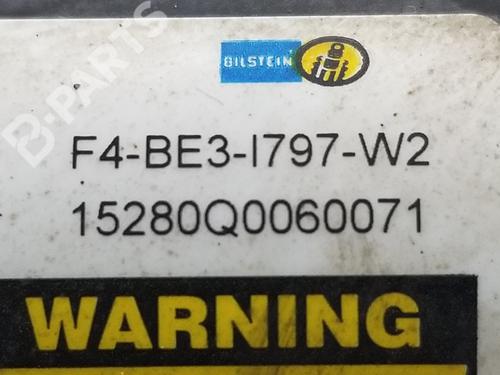 B-PARTS
BILSTEIN
F4-BE3-I797-W2
15280Q0060071
WARNING